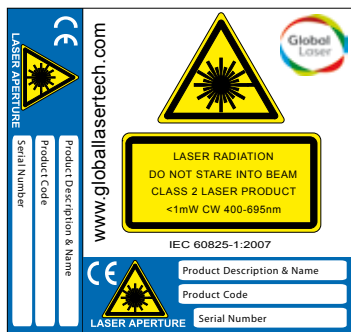 CE
LASER APERTURE
Product Description & Name
Product Code
Serial Number
www.globallasertech.com
Global
Laser
LASER RADIATION
DO NOT STARE INTO BEAM
CLASS 2 LASER PRODUCT
<1mW CW 400-695nm
IEC 60825-1:2007
CE
LASER APERTURE
Product Description & Name
Product Code
Serial Number